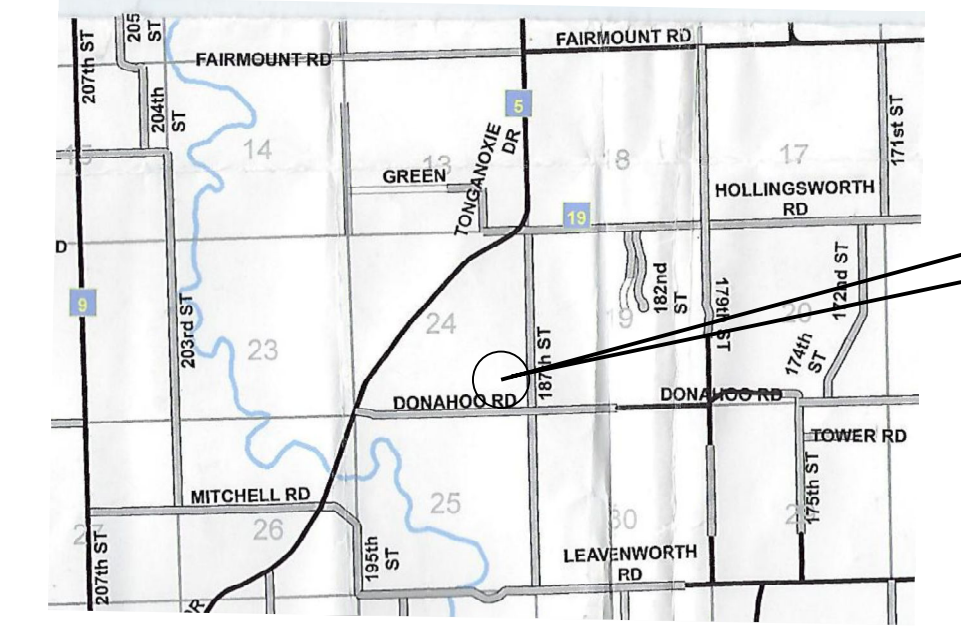 205
ST
207th ST
FAIRMOUNT RD
FAIRMOUNT RD
204th
ST
5
171st ST
TONGANOXIE
DR
14
13
18
17
15
GREEN
HOLLINGSWORTH
RD
19
D
9
203rd ST
182nd
ST
179th ST
172nd ST
23
24
19
20
187th ST
174th
ST
DONAHOO RD
DONAHOO RD
TOWER RD
175th ST
MITCHELL RD
25
26
30
207th ST
195th
ST
LEAVENWORTH
RD
DR